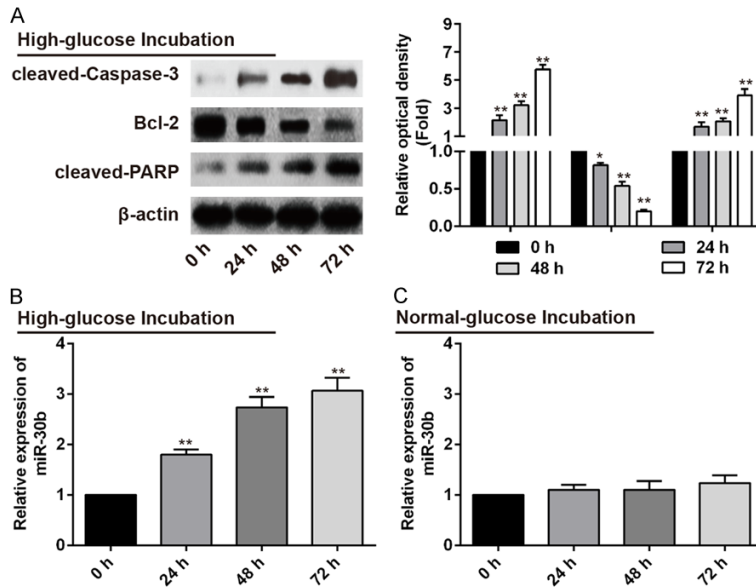 A
High-glucose Incubation
cleaved-Caspase-3
Bcl-2
cleaved-PARP
β-actin
0 h 24 h 48 h 72 h
Relative optical density
(Fold)
9
7
5
3
1
1.0
0.5
0.0
** ** **
* ** **
** ** **
0 h 24 h
48 h 72 h
B
High-glucose Incubation
Relative expression of
miR-30b
4
3
2
1
0
** ** **
0 h 24 h 48 h 72 h
C
Normal-glucose Incubation
Relative expression of
miR-30b
4
3
2
1
0
0 h 24 h 48 h 72 h